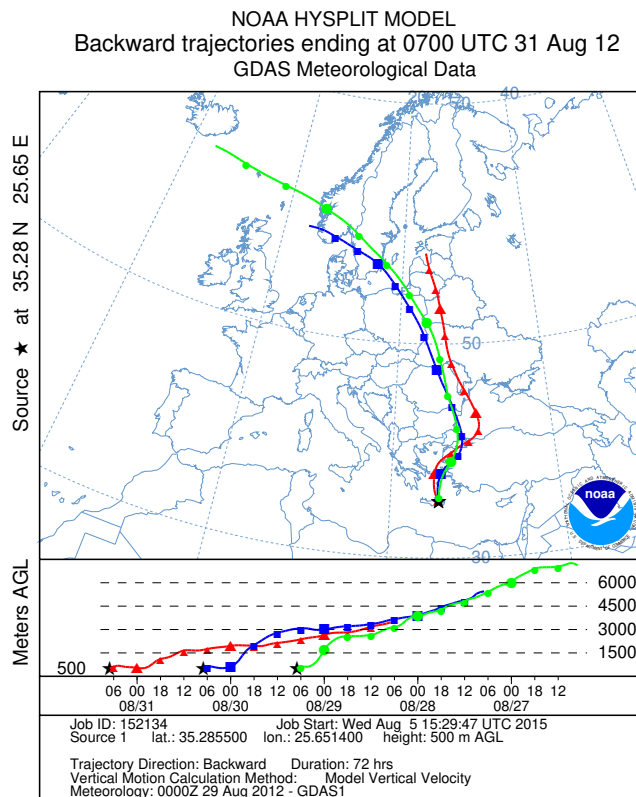 NOAA HYSPLIT MODEL
Backward trajectories ending at 0700 UTC 31 Aug 12
GDAS Meteorological Data
Source ★ at 35.28 N 25.65 E
40
50
30
noaa
Meters AGL
500
6000
4500
3000
1500
06 00 18 12 06 00 18 12 06 00 18 12 06 00 18 12 06 00 18 12
08/31 08/30 08/29 08/28 08/27
Job ID: 152134 Job Start: Wed Aug 5 15:29:47 UTC 2015
Source 1 lat.: 35.285500 lon.: 25.651400 height: 500 m AGL
Trajectory Direction: Backward Duration: 72 hrs
Vertical Motion Calculation Method: Model Vertical Velocity
Meteorology: 0000Z 29 Aug 2012 - GDAS1